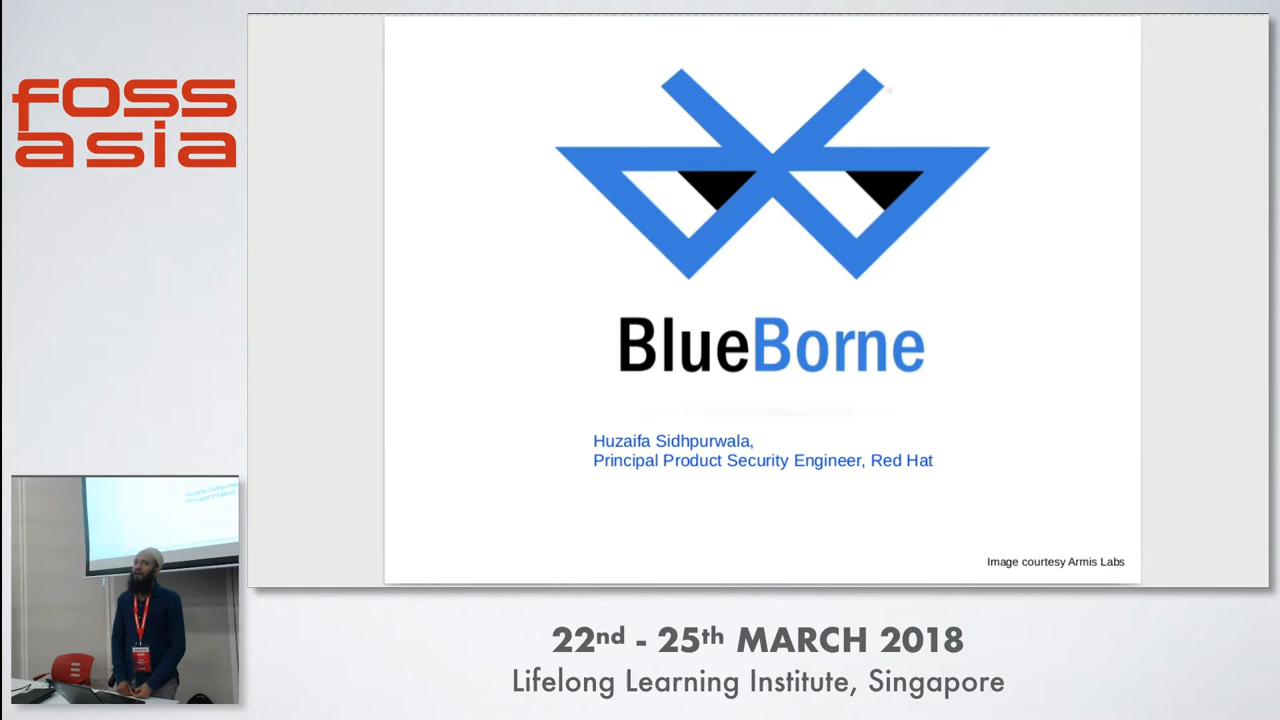 foss
asia
BlueBorne
Huzaifa Sidhpurwala,
Principal Product Security Engineer, Red Hat
Image courtesy Armis Labs
22nd - 25th MARCH 2018
Lifelong Learning Institute, Singapore